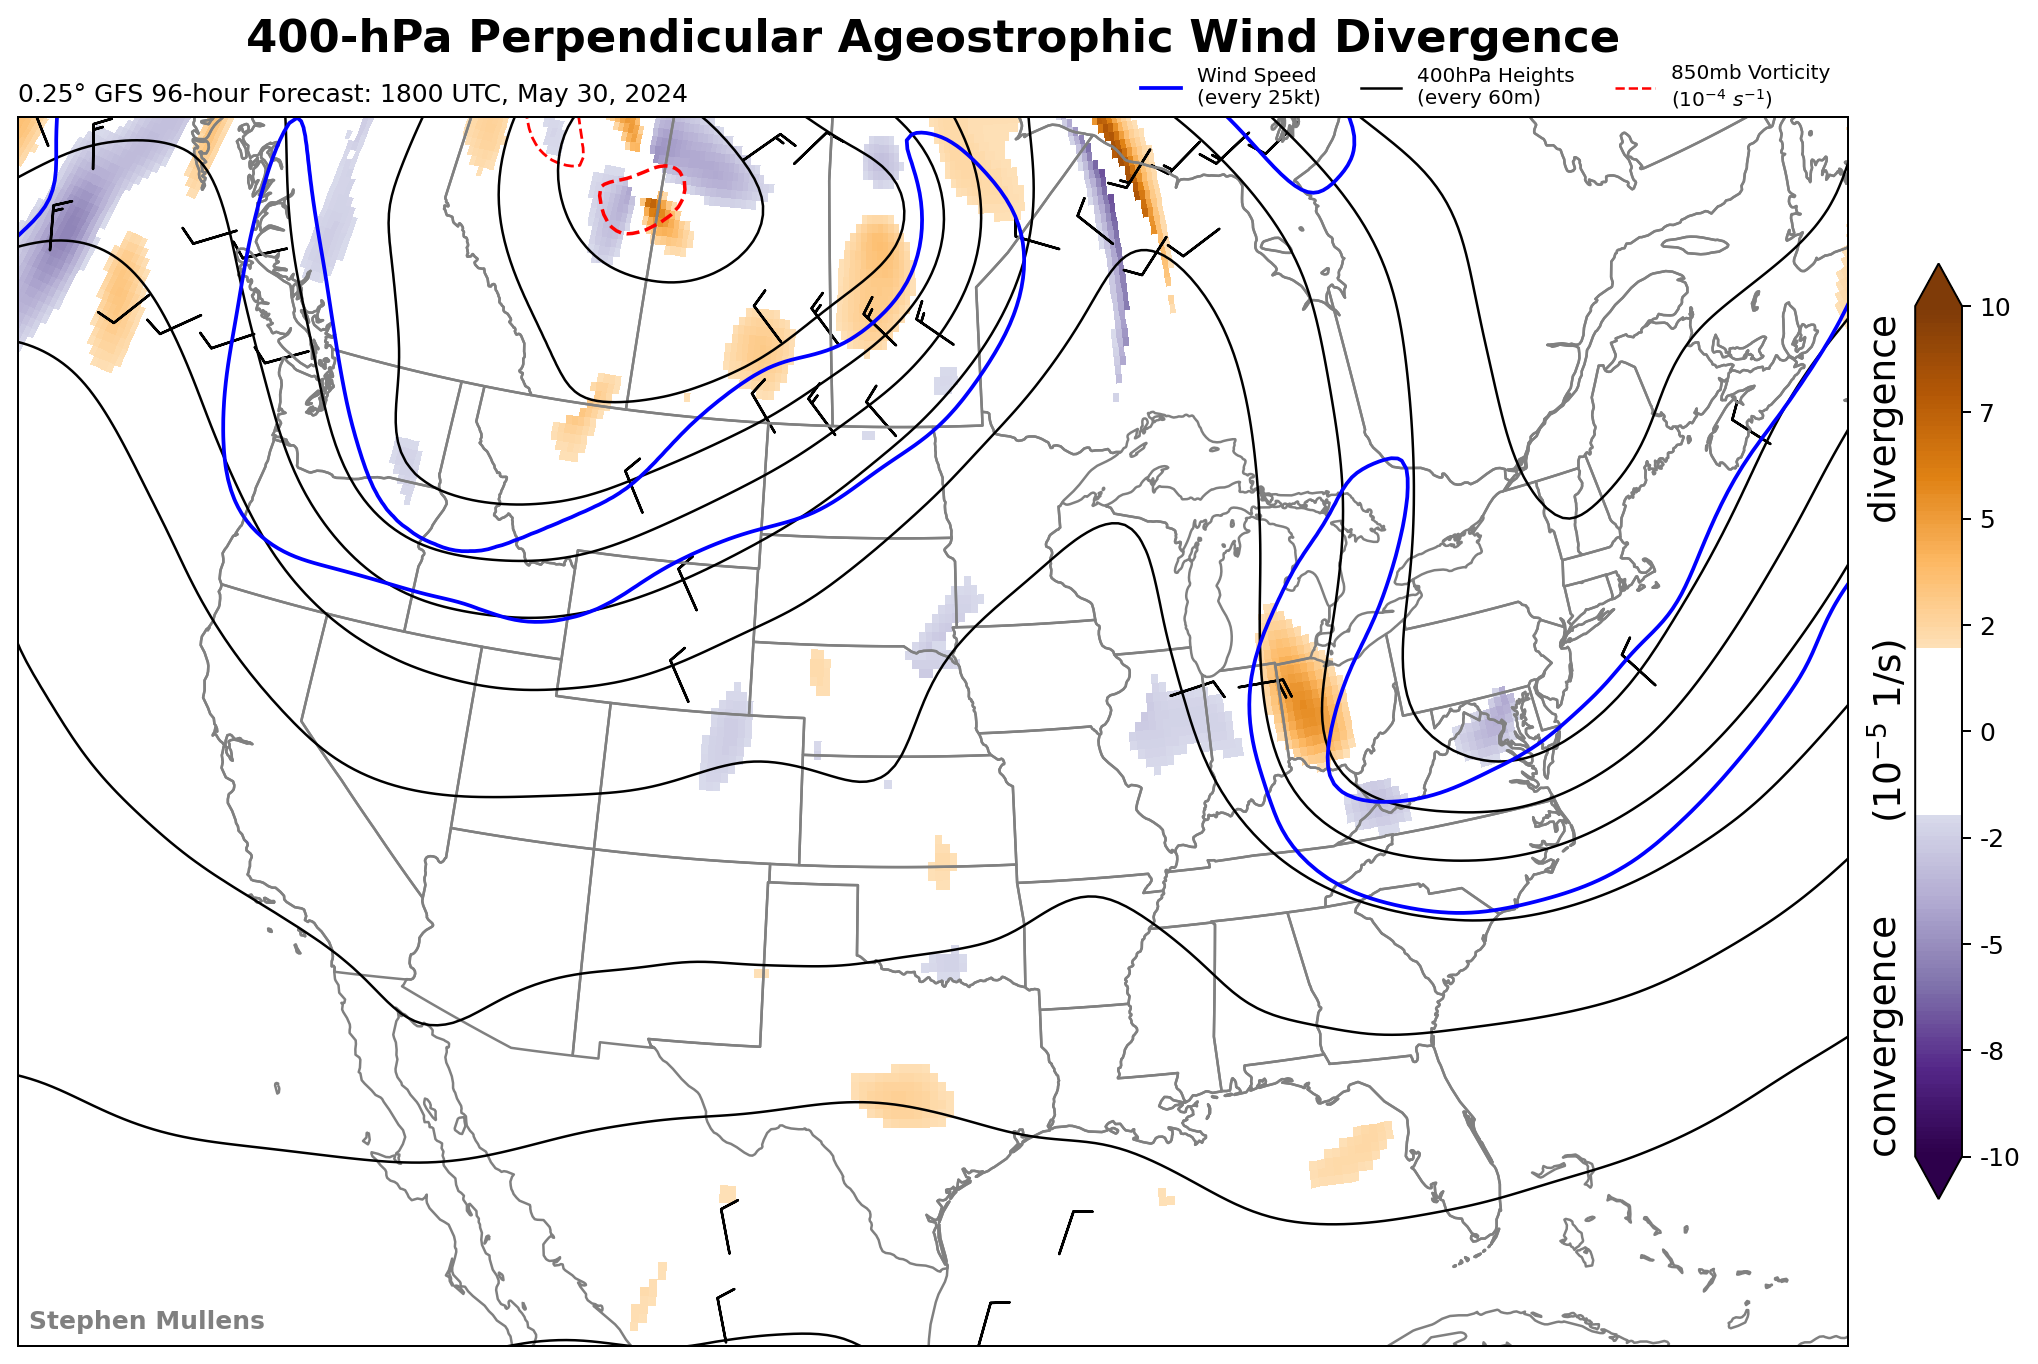 400-hPa Perpendicular Ageostrophic Wind Divergence
0.25° GFS 96-hour Forecast: 1800 UTC, May 30, 2024
Wind Speed
(every 25kt)
400hPa Heights
(every 60m)
850mb Vorticity
(10⁻⁴ s⁻¹)
10
7
5
2
0
-2
-5
-8
-10
convergence (10⁻⁵ 1/s) divergence
Stephen Mullens